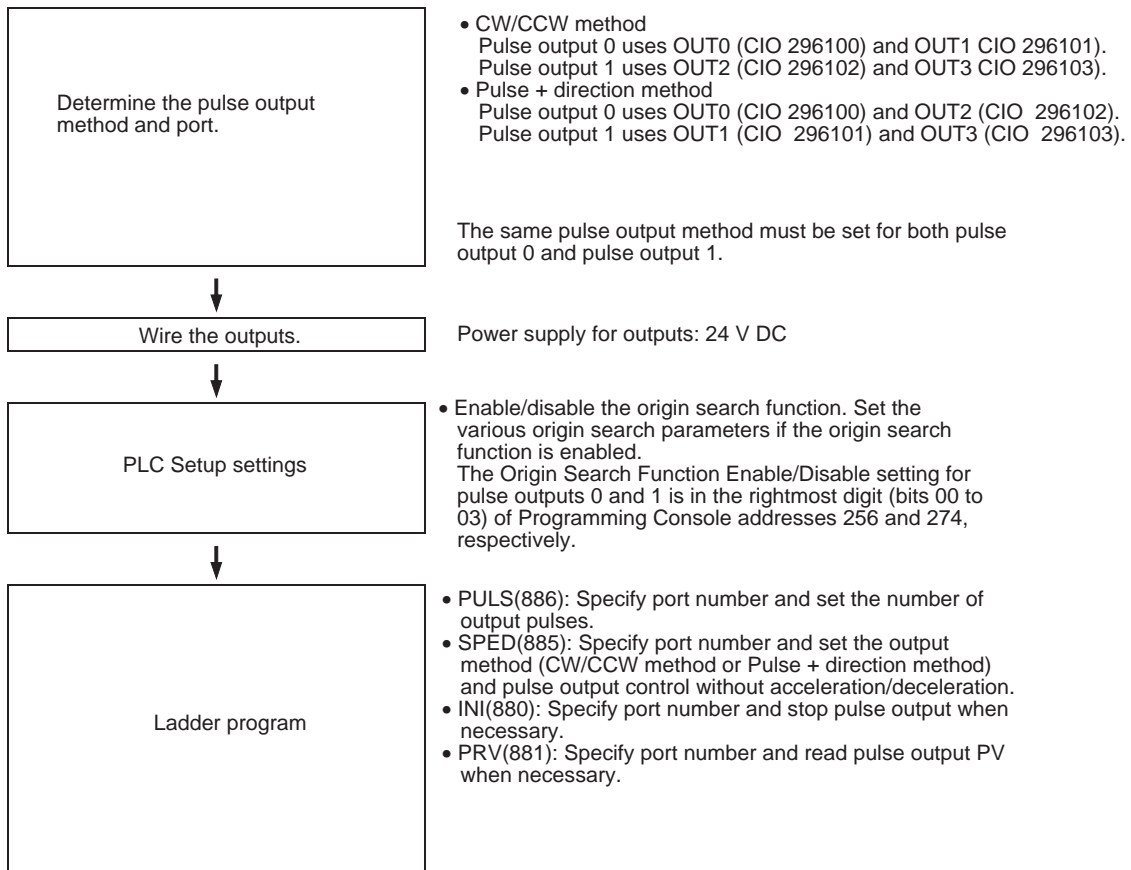 Determine the pulse output
method and port.
• CW/CCW method
Pulse output 0 uses OUT0 (CIO 296100) and OUT1 CIO 296101).
Pulse output 1 uses OUT2 (CIO 296102) and OUT3 CIO 296103).
• Pulse + direction method
Pulse output 0 uses OUT0 (CIO 296100) and OUT2 (CIO 296102).
Pulse output 1 uses OUT1 (CIO 296101) and OUT3 (CIO 296103).
The same pulse output method must be set for both pulse
output 0 and pulse output 1.
Wire the outputs.
Power supply for outputs: 24 V DC
PLC Setup settings
• Enable/disable the origin search function. Set the
various origin search parameters if the origin search
function is enabled.
The Origin Search Function Enable/Disable setting for
pulse outputs 0 and 1 is in the rightmost digit (bits 00 to
03) of Programming Console addresses 256 and 274,
respectively.
Ladder program
• PULS(886): Specify port number and set the number of
output pulses.
• SPED(885): Specify port number and set the output
method (CW/CCW method or Pulse + direction method)
and pulse output control without acceleration/deceleration.
• INI(880): Specify port number and stop pulse output when
necessary.
• PRV(881): Specify port number and read pulse output PV
when necessary.